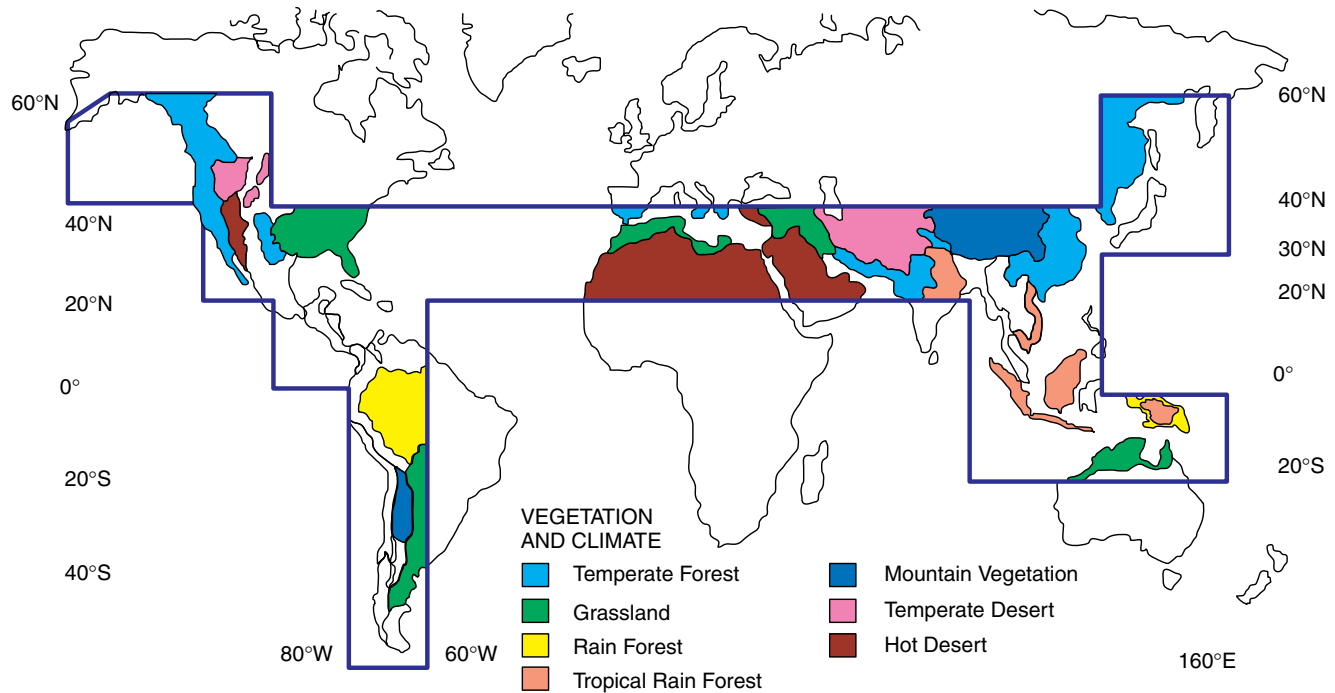 60°N
60°N
40°N
40°N
30°N
20°N
20°N
0°
0°
20°S
20°S
40°S
VEGETATION
AND CLIMATE
Temperate Forest
Mountain Vegetation
Grassland
Temperate Desert
Rain Forest
Hot Desert
Tropical Rain Forest
80°W
60°W
160°E